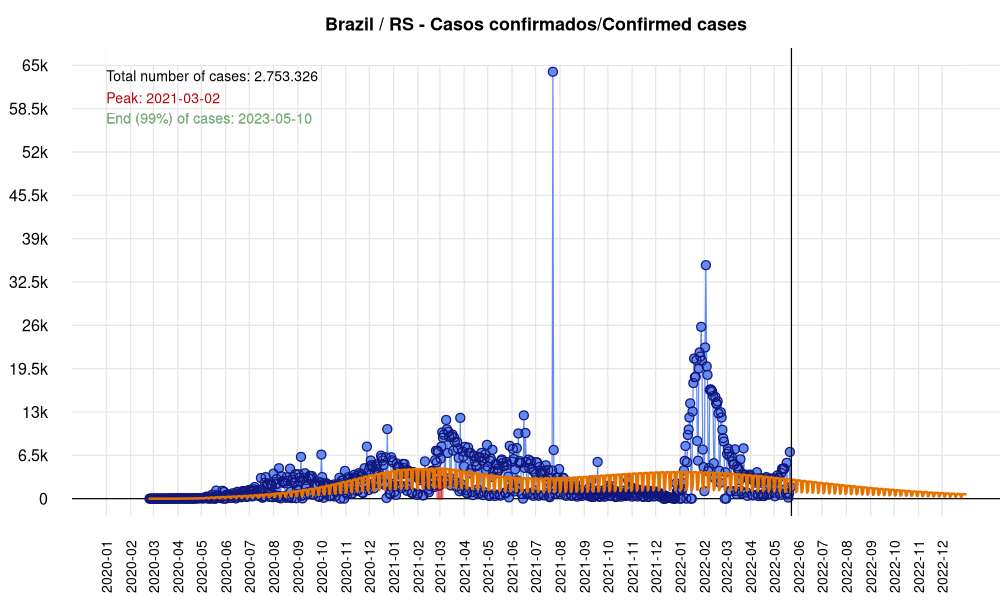 Brazil / RS - Casos confirmados/Confirmed cases
65k
Total number of cases: 2.753.326
Peak: 2021-03-02
58.5k
End (99%) of cases: 2023-05-10
52k
45.5k
39k
32.5k
26k
19.5k
13k
6.5k
0
2020-01
2020-02
2020-03
2020-04
2020-05
2020-06
2020-07
2020-08
2020-09
2020-10
2020-11
2020-12
2021-01
2021-02
2021-03
2021-04
2021-05
2021-06
2021-07
2021-08
2021-09
2021-10
2021-11
2021-12
2022-01
2022-02
2022-03
2022-04
2022-05
2022-06
2022-07
2022-08
2022-09
2022-10
2022-11
2022-12